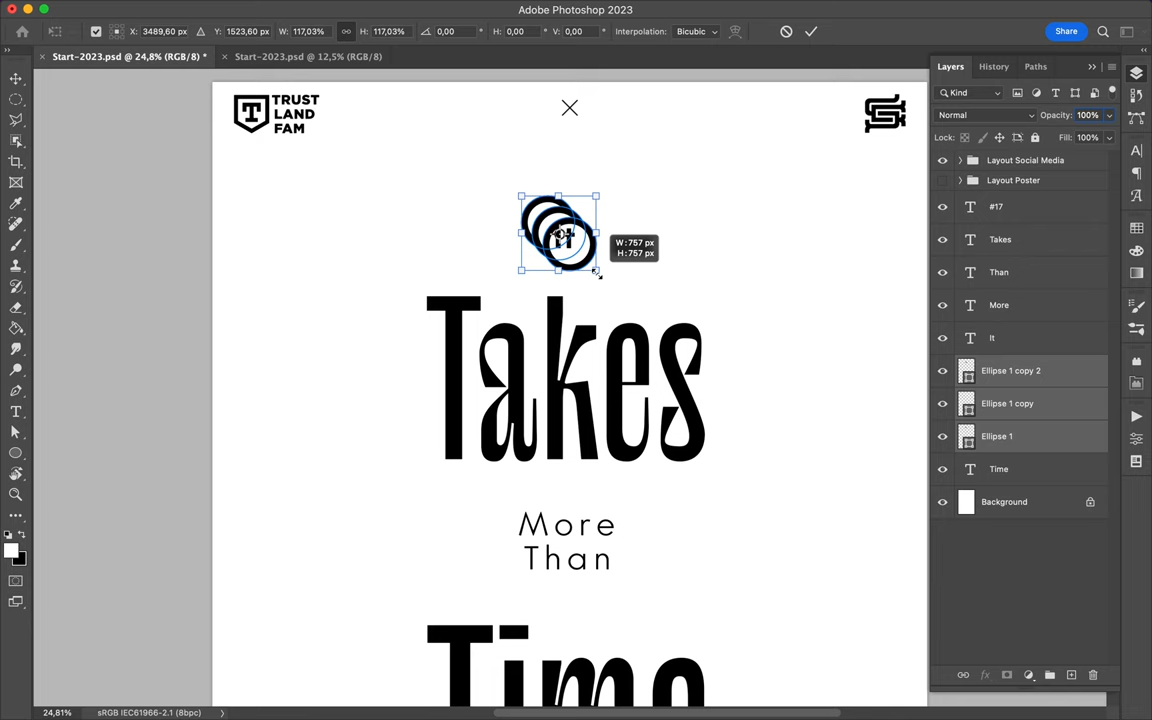 Adobe Photoshop 2023
X: 3489,60 px Y: 1523,60 px W: 117,03% H: 117,03% 0,00 ° H: 0,00 ° V: 0,00 ° Interpolation: Bicubic Share
Start-2023.psd @ 24,8% (RGB/8) * Start-2023.psd @ 12,5% (RGB/8)
Layers History Paths
Kind
Normal Opacity: 100%
Lock: Fill: 100%
Layout Social Media
Layout Poster
#17
Takes
Than
More
It
Ellipse 1 copy 2
Ellipse 1 copy
Ellipse 1
Time
Background
TRUST
LAND
FAM
It
W: 757 px
H: 757 px
Takes
More
Than
Time
24,81% sRGB IEC61966-2.1 (8bpc)